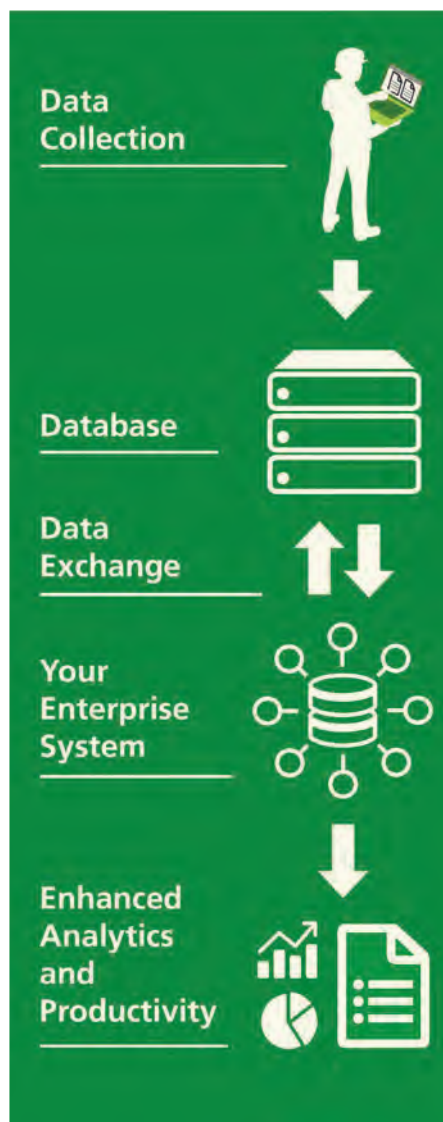 Data
Collection
Database
Data
Exchange
Your
Enterprise
System
Enhanced
Analytics
and
Productivity